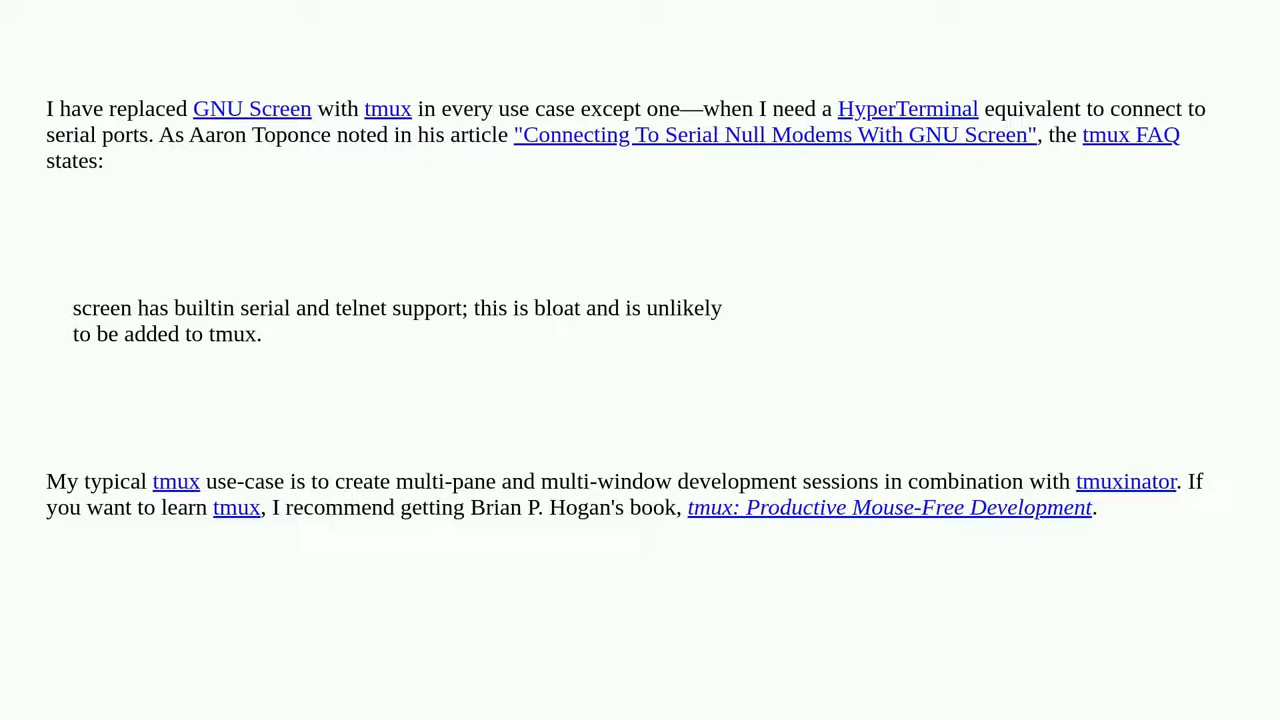 I have replaced GNU Screen with tmux in every use case except one—when I need a HyperTerminal equivalent to connect to
serial ports. As Aaron Toponce noted in his article "Connecting To Serial Null Modems With GNU Screen", the tmux FAQ
states:
screen has builtin serial and telnet support; this is bloat and is unlikely
to be added to tmux.
My typical tmux use-case is to create multi-pane and multi-window development sessions in combination with tmuxinator. If
you want to learn tmux, I recommend getting Brian P. Hogan's book, tmux: Productive Mouse-Free Development.